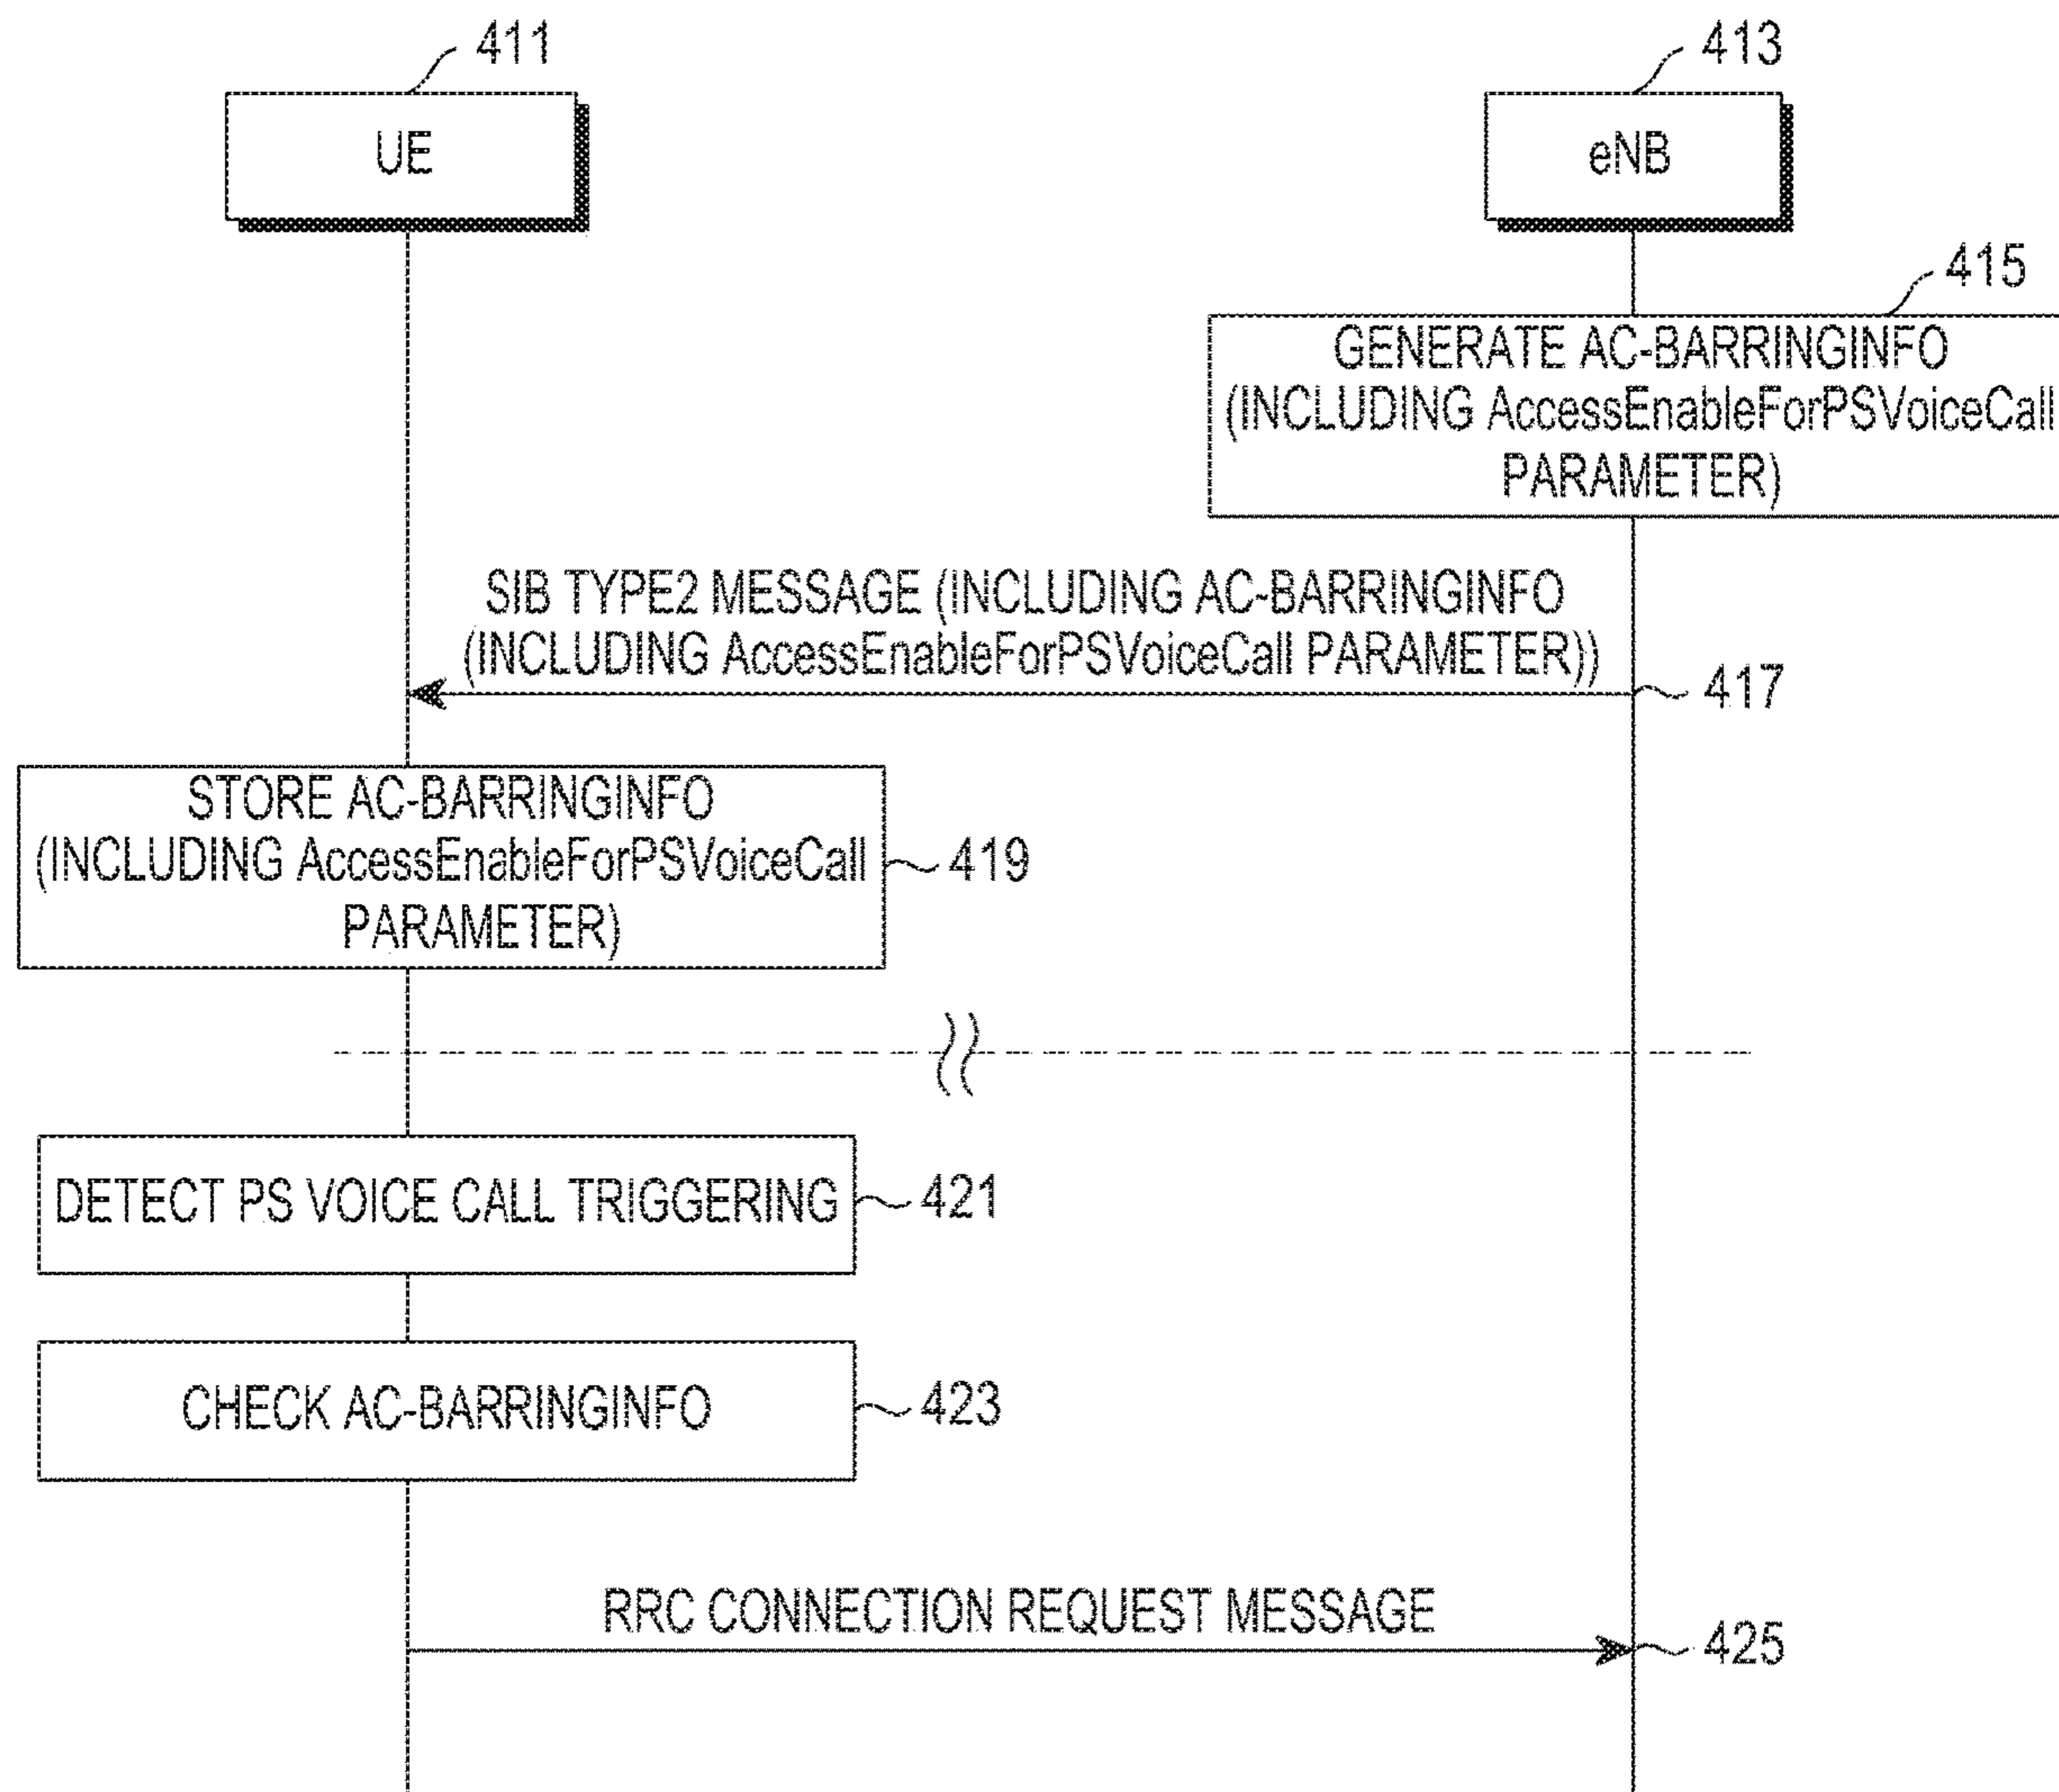 411
413
UE
eNB
415
GENERATE AC-BARRINGINFO
(INCLUDING AccessEnableForPSVoiceCall
PARAMETER)
SIB TYPE2 MESSAGE (INCLUDING AC-BARRINGINFO
(INCLUDING AccessEnableForPSVoiceCall PARAMETER))
417
STORE AC-BARRINGINFO
(INCLUDING AccessEnableForPSVoiceCall
PARAMETER)
419
DETECT PS VOICE CALL TRIGGERING
421
CHECK AC-BARRINGINFO
423
RRC CONNECTION REQUEST MESSAGE
425